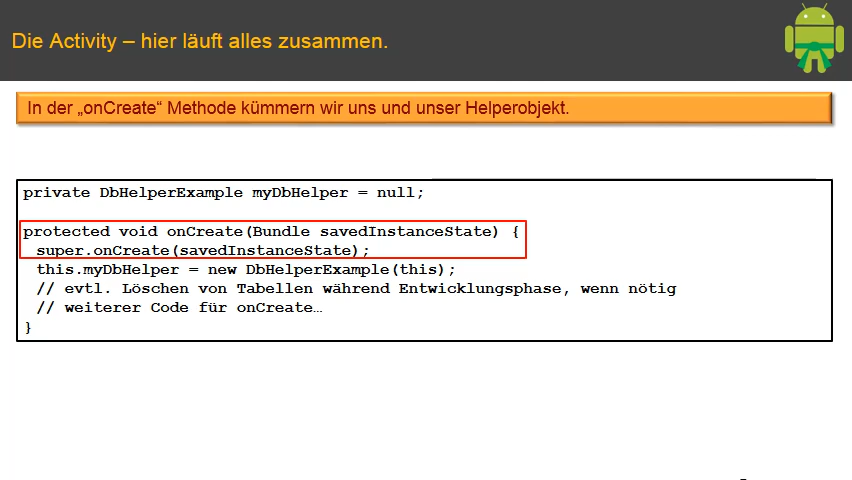 Die Activity – hier läuft alles zusammen.
In der „onCreate“ Methode kümmern wir uns und unser Helperobjekt.
private DbHelperExample myDbHelper = null;
protected void onCreate(Bundle savedInstanceState) {
super.onCreate(savedInstanceState);
this.myDbHelper = new DbHelperExample(this);
// evtl. Löschen von Tabellen während Entwicklungsphase, wenn nötig
// weiterer Code für onCreate…
}